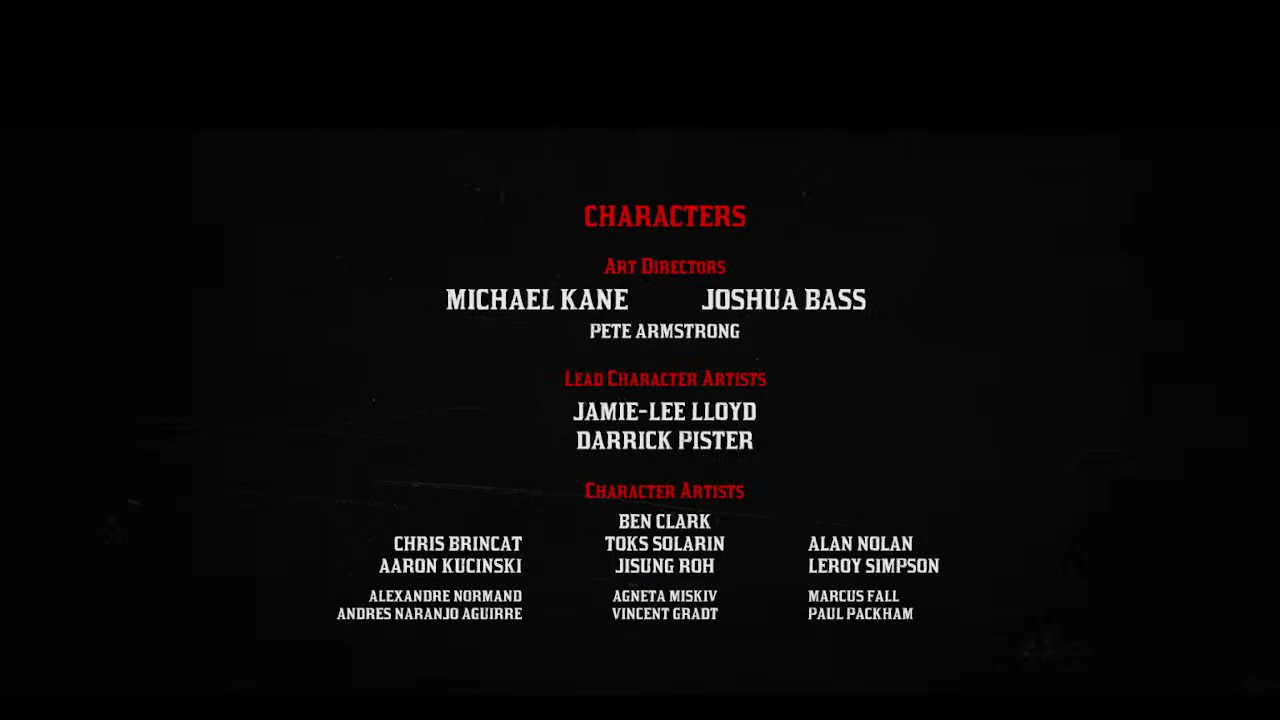 CHARACTERS
ART DIRECTORS
MICHAEL KANE JOSHUA BASS
PETE ARMSTRONG
LEAD CHARACTER ARTISTS
JAMIE-LEE LLOYD
DARRICK PISTER
CHARACTER ARTISTS
BEN CLARK
CHRIS BRINCAT TOKS SOLARIN ALAN NOLAN
AARON KUCINSKI JISUNG ROH LEROY SIMPSON
ALEXANDRE NORMAND AGNETA MISKIV MARCUS FALL
ANDRES NARANJO AGUIRRE VINCENT GRADT PAUL PACKHAM